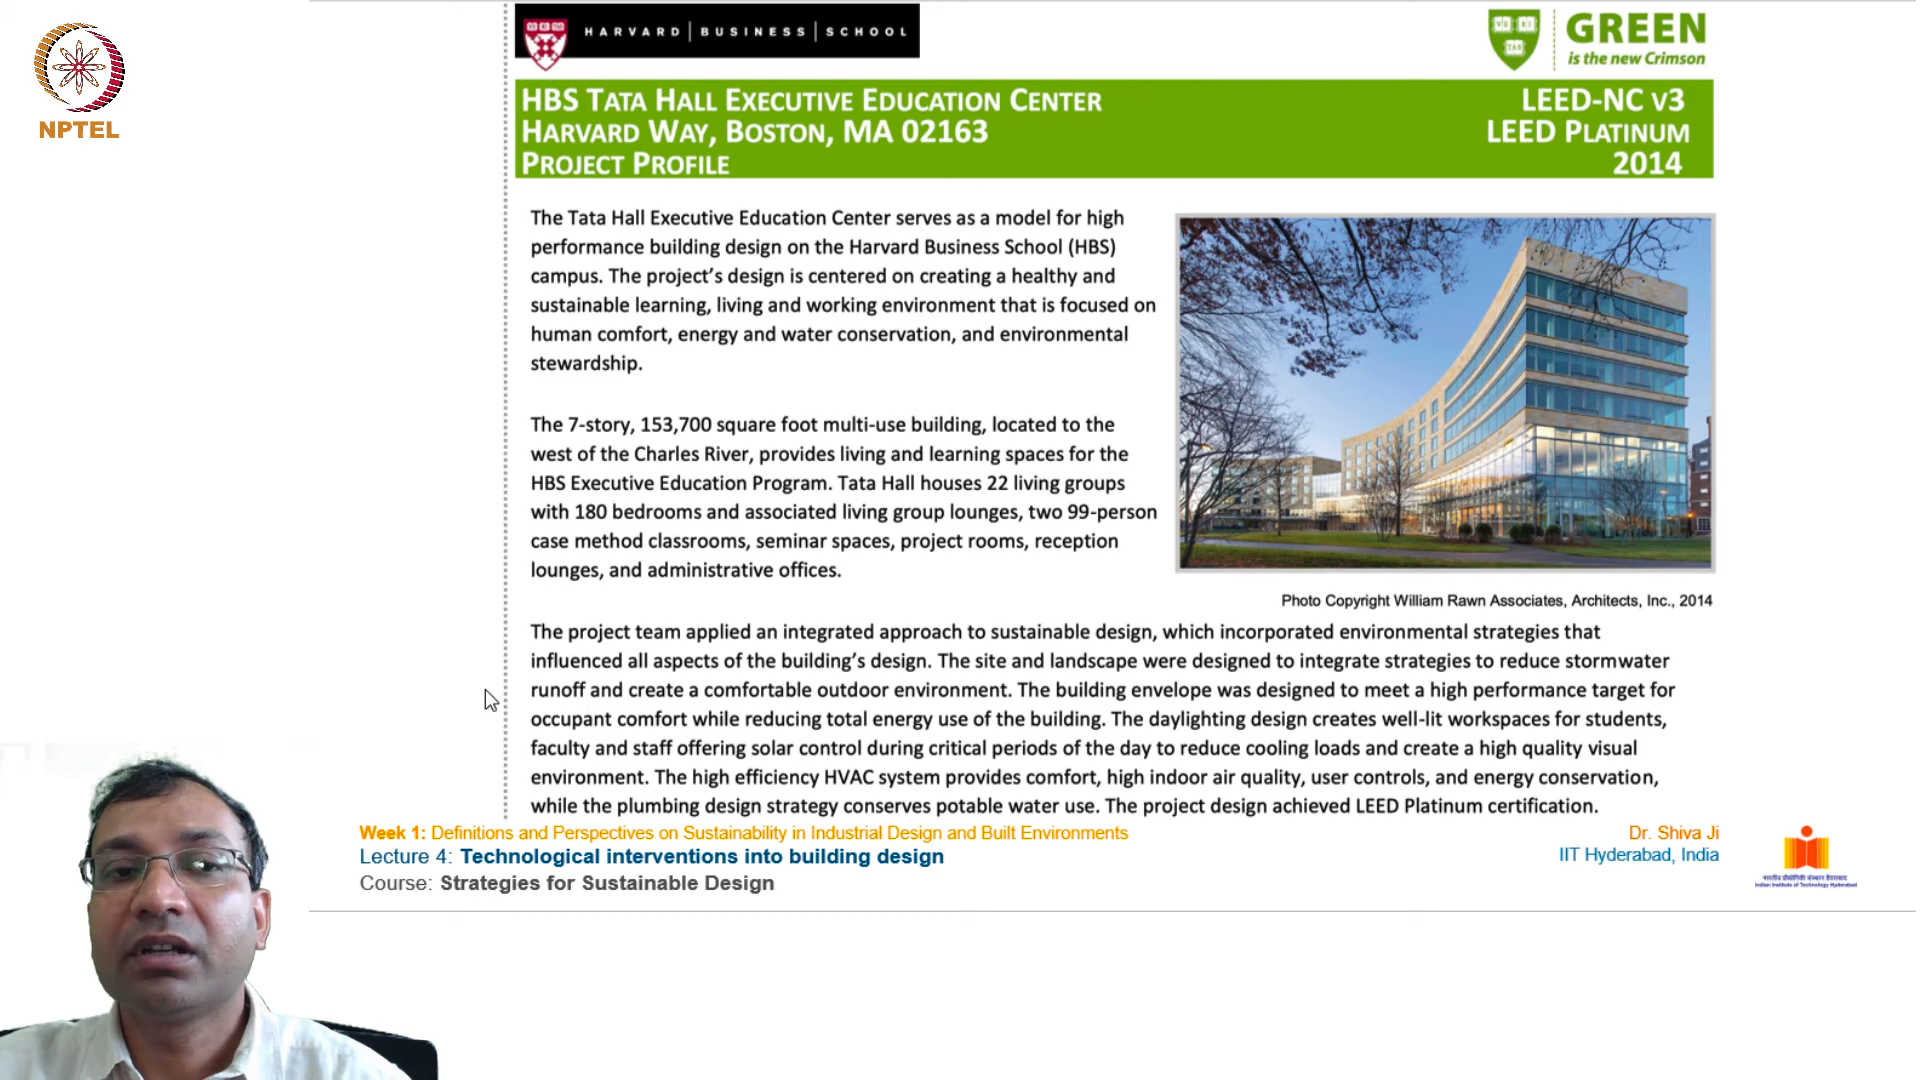 NPTEL
HARVARD | BUSINESS | SCHOOL
VE RI
TAS
GREEN
is the new Crimson
HBS TATA HALL EXECUTIVE EDUCATION CENTER
HARVARD WAY, BOSTON, MA 02163
PROJECT PROFILE
LEED-NC V3
LEED PLATINUM
2014
The Tata Hall Executive Education Center serves as a model for high
performance building design on the Harvard Business School (HBS)
campus. The project's design is centered on creating a healthy and
sustainable learning, living and working environment that is focused on
human comfort, energy and water conservation, and environmental
stewardship.
The 7-story, 153,700 square foot multi-use building, located to the
west of the Charles River, provides living and learning spaces for the
HBS Executive Education Program. Tata Hall houses 22 living groups
with 180 bedrooms and associated living group lounges, two 99-person
case method classrooms, seminar spaces, project rooms, reception
lounges, and administrative offices.
Photo Copyright William Rawn Associates, Architects, Inc., 2014
The project team applied an integrated approach to sustainable design, which incorporated environmental strategies that
influenced all aspects of the building's design. The site and landscape were designed to integrate strategies to reduce stormwater
runoff and create a comfortable outdoor environment. The building envelope was designed to meet a high performance target for
occupant comfort while reducing total energy use of the building. The daylighting design creates well-lit workspaces for students,
faculty and staff offering solar control during critical periods of the day to reduce cooling loads and create a high quality visual
environment. The high efficiency HVAC system provides comfort, high indoor air quality, user controls, and energy conservation,
while the plumbing design strategy conserves potable water use. The project design achieved LEED Platinum certification.
Week 1: Definitions and Perspectives on Sustainability in Industrial Design and Built Environments
Lecture 4: Technological interventions into building design
Course: Strategies for Sustainable Design
Dr. Shiva Ji
IIT Hyderabad, India
भारतीय प्रौद्योगिकी संस्थान हैदराबाद
Indian Institute of Technology Hyderabad